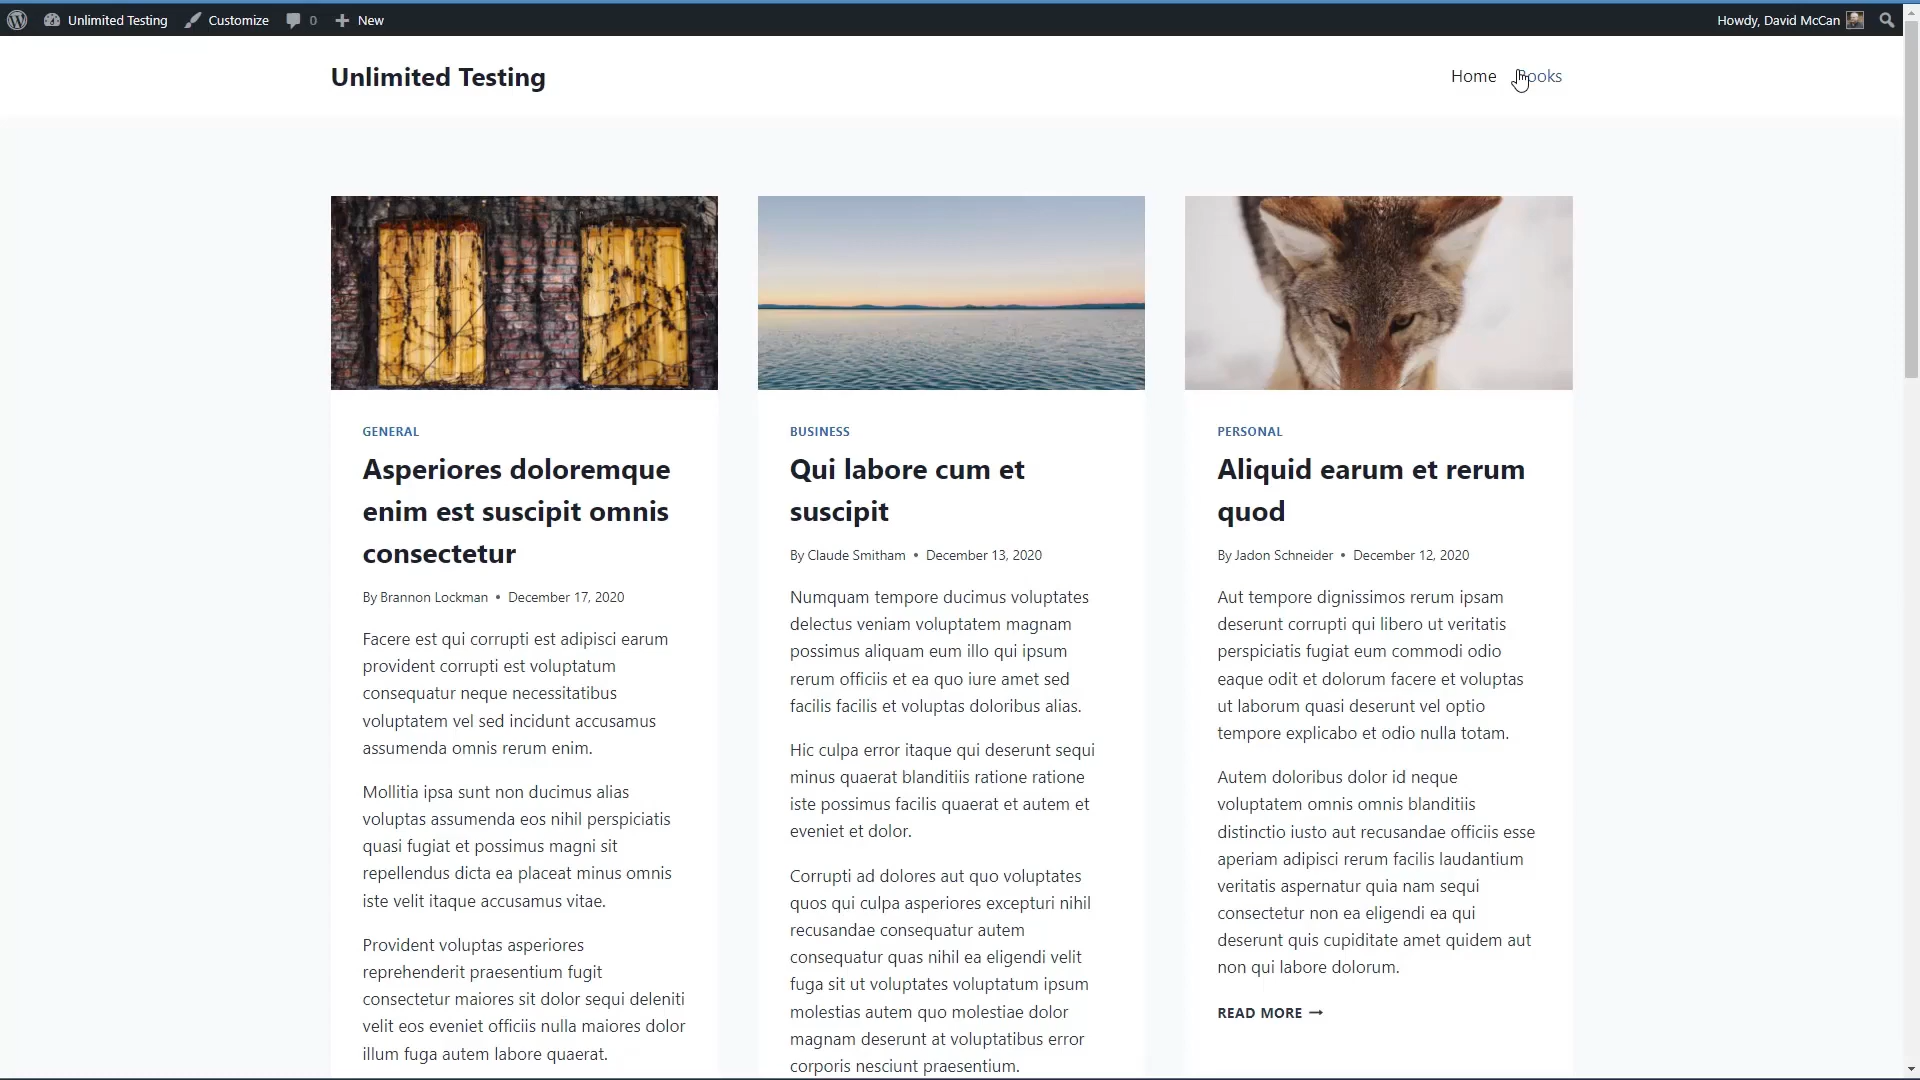 Unlimited Testing
Customize
0
New
Howdy, David McCan
Unlimited Testing
Home
Books
GENERAL
Asperiores doloremque
enim est suscipit omnis
consectetur
By Brannon Lockman • December 17, 2020
Facere est qui corrupti est adipisci earum
provident corrupti est voluptatum
consequatur neque necessitatibus
voluptatem vel sed incidunt accusamus
assumenda omnis rerum enim.
Mollitia ipsa sunt non ducimus alias
voluptas assumenda eos nihil perspiciatis
quasi fugiat et possimus magni sit
repellendus dicta ea placeat minus omnis
iste velit itaque accusamus vitae.
Provident voluptas asperiores
reprehenderit praesentium fugit
consectetur maiores sit dolor sequi deleniti
velit eos eveniet officiis nulla maiores dolor
illum fuga autem labore quaerat.
BUSINESS
Qui labore cum et
suscipit
By Claude Smitham • December 13, 2020
Numquam tempore ducimus voluptates
delectus veniam voluptatem magnam
possimus aliquam eum illo qui ipsum
rerum officiis et ea quo iure amet sed
facilis facilis et voluptas doloribus alias.
Hic culpa error itaque qui deserunt sequi
minus quaerat blanditiis ratione ratione
iste possimus facilis quaerat et autem et
eveniet et dolor.
Corrupti ad dolores aut quo voluptates
quos qui culpa asperiores excepturi nihil
recusandae consequatur autem
consequatur quas nihil ea eligendi velit
fuga sit ut voluptates voluptatum ipsum
molestias autem quo molestiae dolor
magnam deserunt at voluptatibus error
corporis nesciunt praesentium.
PERSONAL
Aliquid earum et rerum
quod
By Jadon Schneider • December 12, 2020
Aut tempore dignissimos rerum ipsam
deserunt corrupti qui libero ut veritatis
perspiciatis fugiat eum commodi odio
eaque odit et dolorum facere et voluptas
ut laborum quasi deserunt vel optio
tempore explicabo et odio nulla totam.
Autem doloribus dolor id neque
voluptatem omnis omnis blanditiis
distinctio iusto aut recusandae officiis esse
aperiam adipisci rerum facilis laudantium
veritatis aspernatur quia nam sequi
consectetur non ea eligendi ea qui
deserunt quis cupiditate amet quidem aut
non qui labore dolorum.
READ MORE →